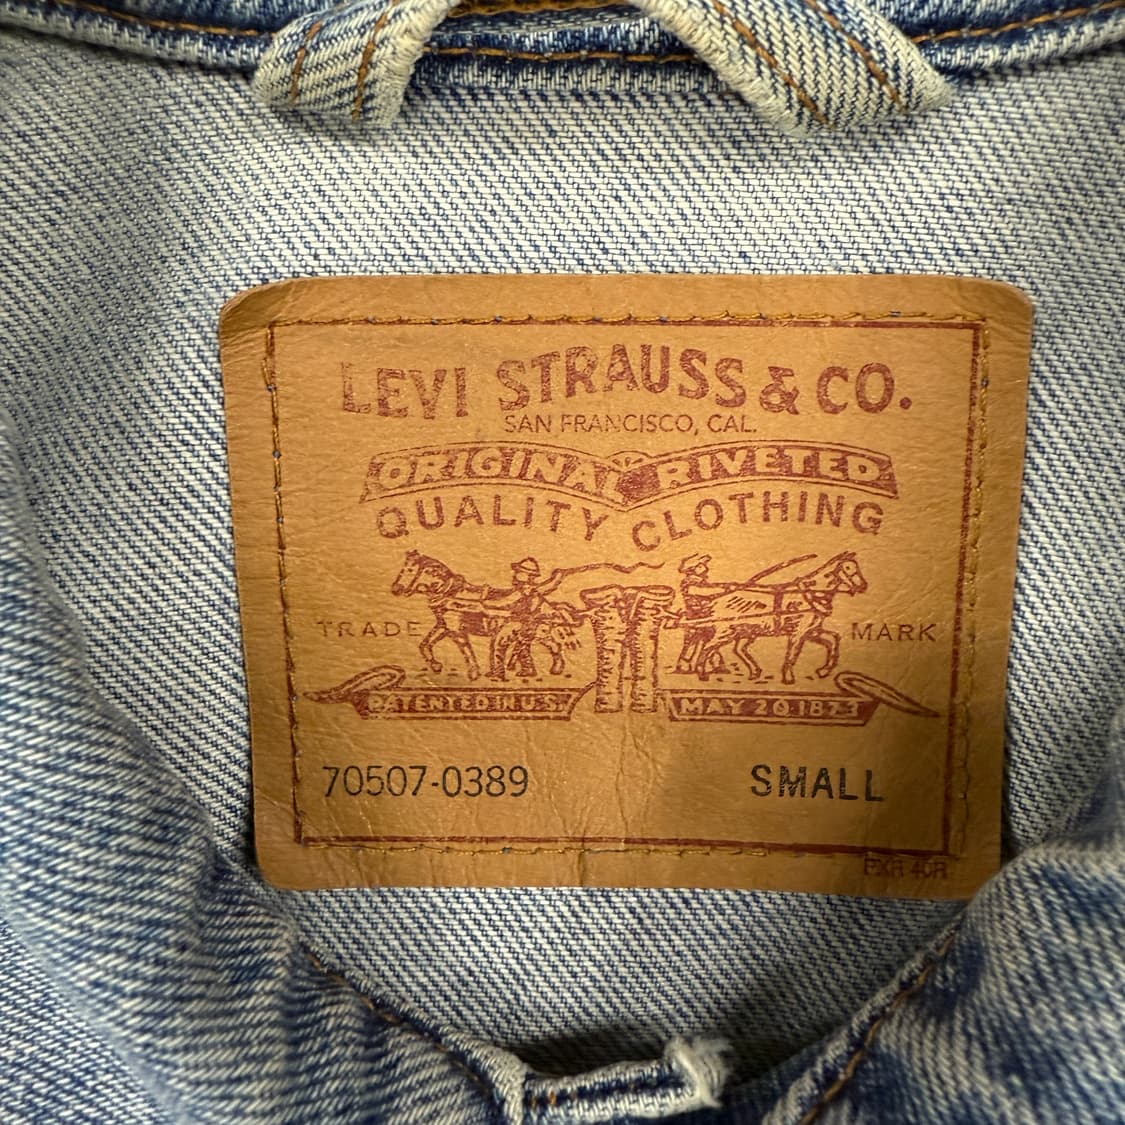 LEVI STRAUSS & CO.
SAN FRANCISCO, CAL.
ORIGINAL RIVETED
QUALITY CLOTHING
TRADE MARK
PATENTED IN U.S. MAY 20 1873
70507-0389 SMALL